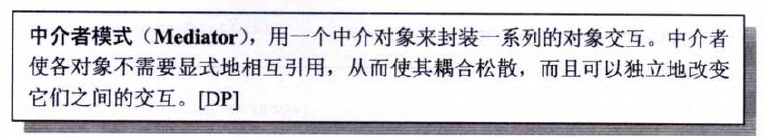 中介者模式（Mediator），用一个中介对象来封装一系列的对象交互。中介者
使各对象不需要显式地相互引用，从而使其耦合松散，而且可以独立地改变
它们之间的交互。[DP]